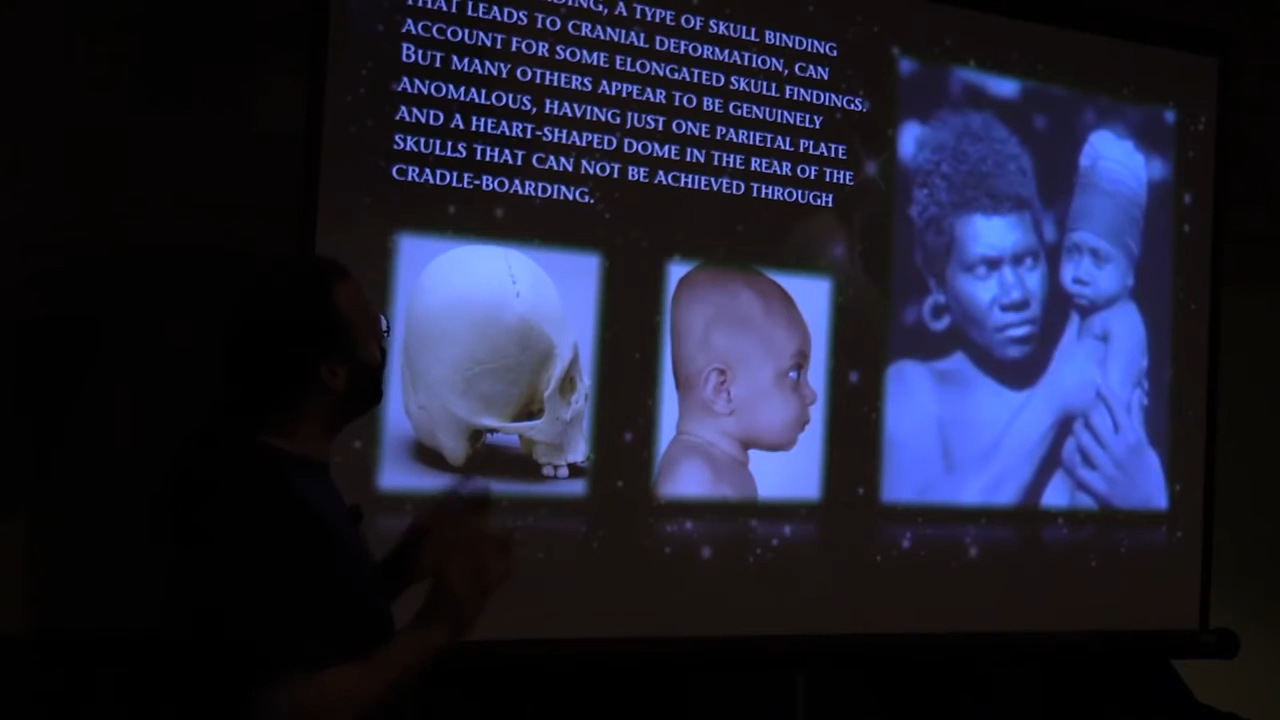 DING, A TYPE OF SKULL BINDING
THAT LEADS TO CRANIAL DEFORMATION, CAN
ACCOUNT FOR SOME ELONGATED SKULL FINDINGS.
BUT MANY OTHERS APPEAR TO BE GENUINELY
ANOMALOUS, HAVING JUST ONE PARIETAL PLATE
AND A HEART-SHAPED DOME IN THE REAR OF THE
SKULLS THAT CAN NOT BE ACHIEVED THROUGH
CRADLE-BOARDING.